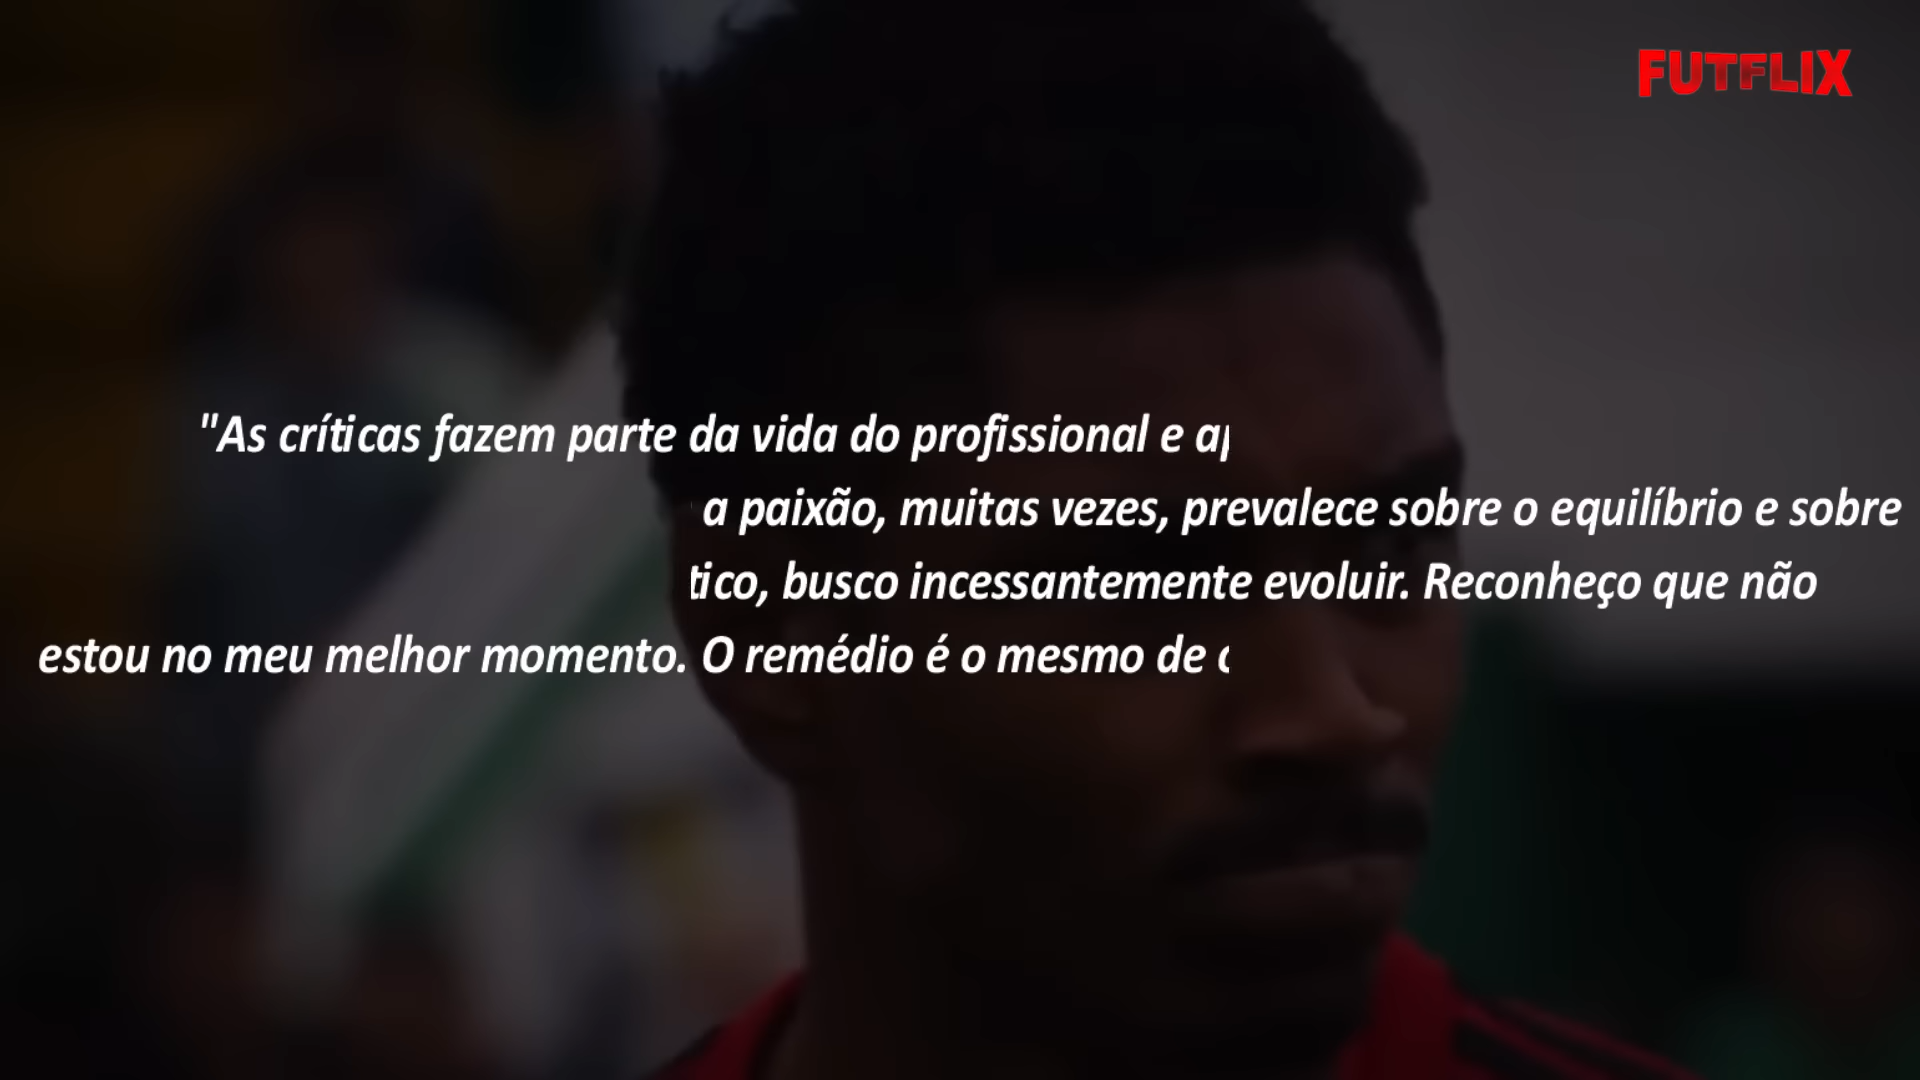 FUTFLIX
"As críticas fazem parte da vida do profissional e
a paixão, muitas vezes, prevalece sobre o equilíbrio e sobre
busco incessantemente evoluir. Reconheço que não
estou no meu melhor momento. O remédio é o mesmo de